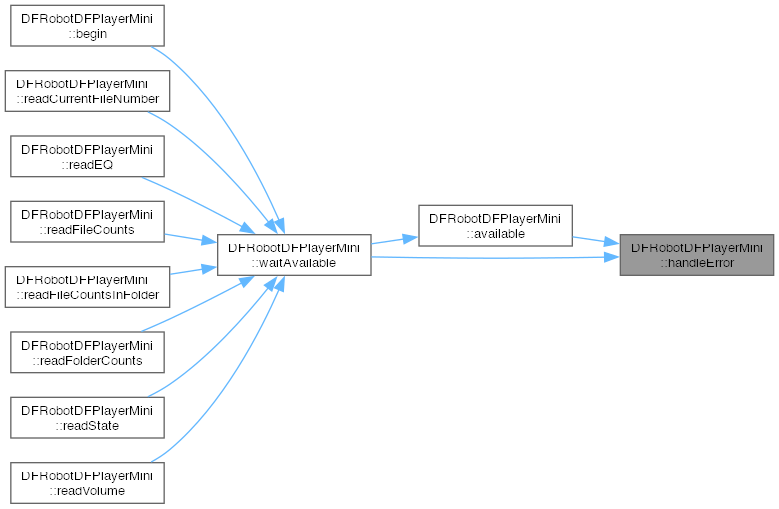 DFRobotDFPlayerMini
::begin
DFRobotDFPlayerMini
::readCurrentFileNumber
DFRobotDFPlayerMini
::readEQ
DFRobotDFPlayerMini
::readFileCounts
DFRobotDFPlayerMini
::readFileCountsInFolder
DFRobotDFPlayerMini
::readFolderCounts
DFRobotDFPlayerMini
::readState
DFRobotDFPlayerMini
::readVolume
DFRobotDFPlayerMini
::waitAvailable
DFRobotDFPlayerMini
::available
DFRobotDFPlayerMini
::handleError